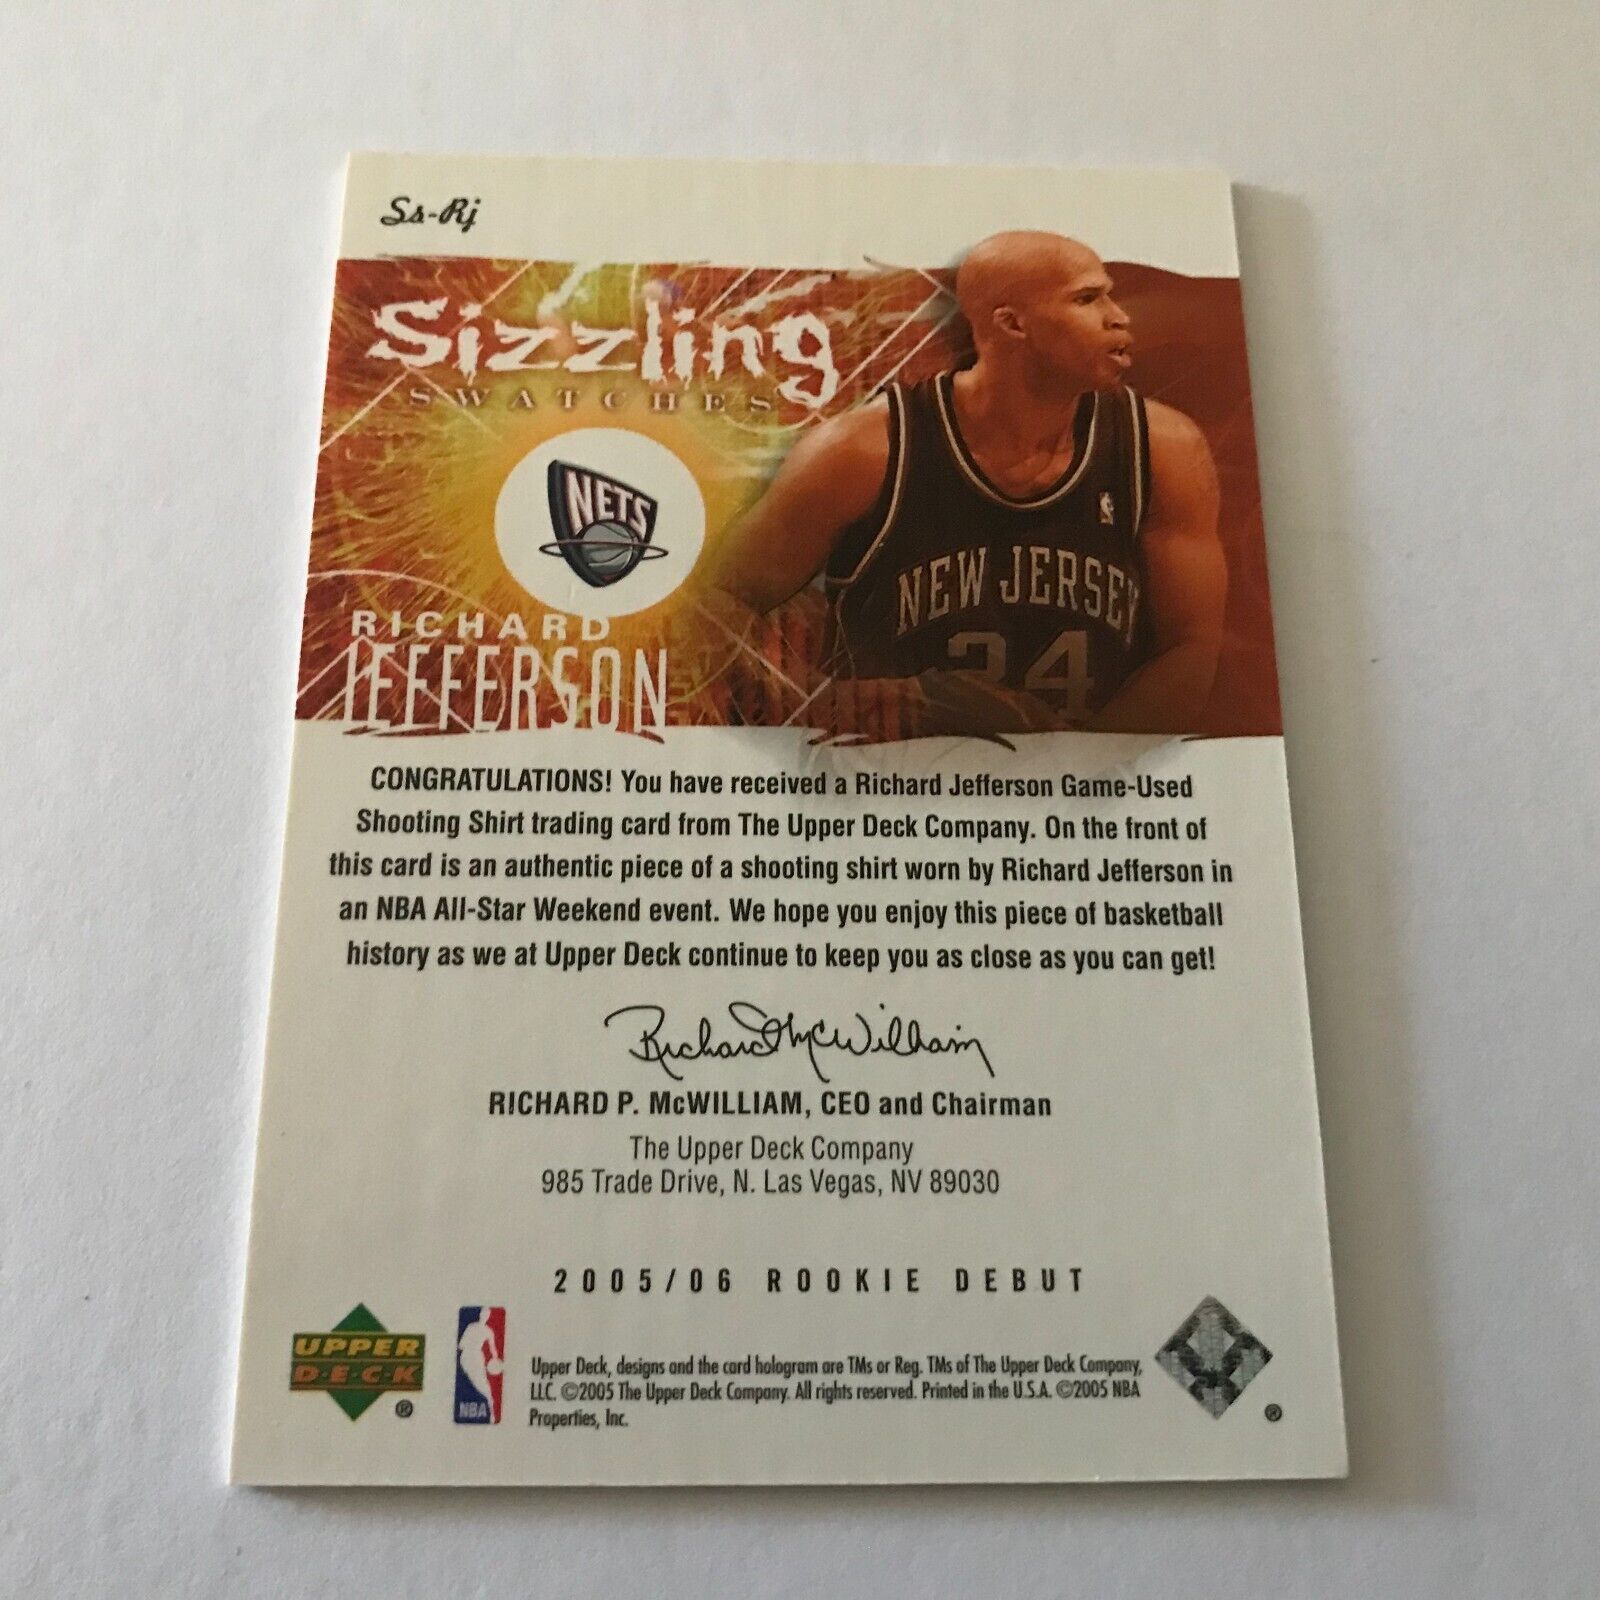 Ss-Rj
Sizzling
SWATCHES
NETS
RICHARD
JEFFERSON
NEW JERSEY
24
CONGRATULATIONS! You have received a Richard Jefferson Game-Used
Shooting Shirt trading card from The Upper Deck Company. On the front of
this card is an authentic piece of a shooting shirt worn by Richard Jefferson in
an NBA All-Star Weekend event. We hope you enjoy this piece of basketball
history as we at Upper Deck continue to keep you as close as you can get!
Richard McWilliam
RICHARD P. McWILLIAM, CEO and Chairman
The Upper Deck Company
985 Trade Drive, N. Las Vegas, NV 89030
2005/06 ROOKIE DEBUT
UPPER
D·E·C·K
®
NBA
Upper Deck, designs and the card hologram are TMs or Reg. TMs of The Upper Deck Company,
LLC. ©2005 The Upper Deck Company. All rights reserved. Printed in the U.S.A. ©2005 NBA
Properties, Inc.
®